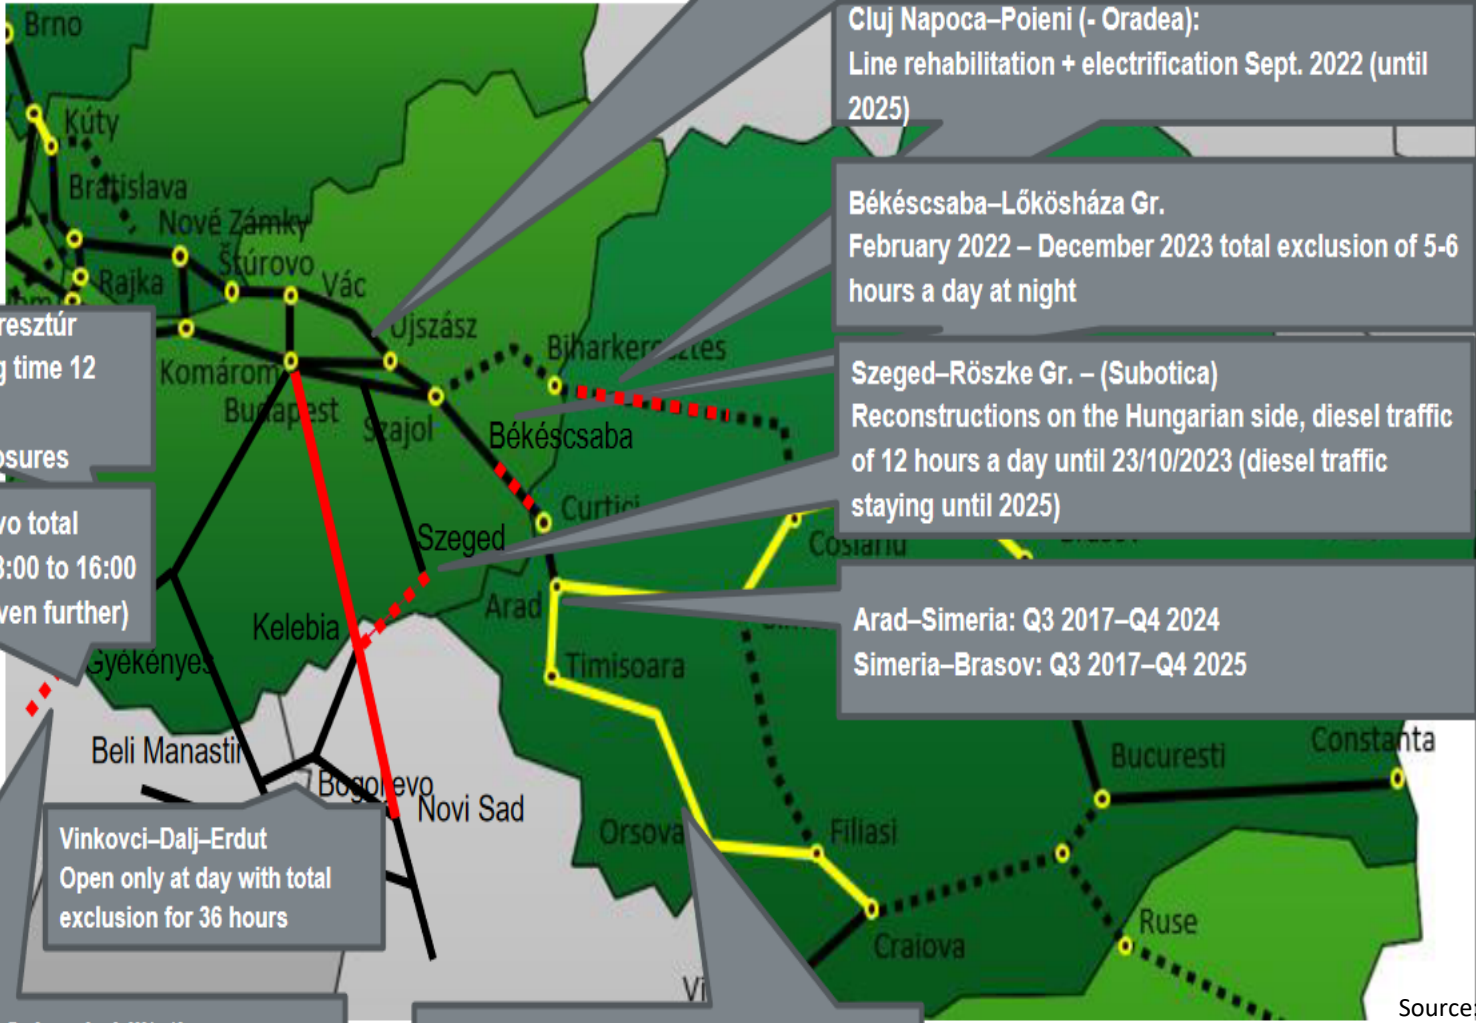 Brno
Cluj Napoca–Poieni (- Oradea):
Line rehabilitation + electrification Sept. 2022 (until
2025)
Kúty
Bratislava
Nové Zámky
Štúrovo
Rajka
Vác
Békéscsaba–Lőkösháza Gr.
February 2022 – December 2023 total exclusion of 5-6
hours a day at night
resztúr
g time 12
osures
Komárom
Budapest
Újszász
Szajol
Biharkeresztes
Békéscsaba
Szeged–Röszke Gr. – (Subotica)
Reconstructions on the Hungarian side, diesel traffic
of 12 hours a day until 23/10/2023 (diesel traffic
staying until 2025)
Curtici
Szeged
Coslariu
vo total
8:00 to 16:00
ven further)
Kelebia
Arad
Arad–Simeria: Q3 2017–Q4 2024
Simeria–Brasov: Q3 2017–Q4 2025
Gyékényes
Timisoara
Beli Manastir
Bogojevo
Novi Sad
Bucuresti
Constanta
Vinkovci–Dalj–Erdut
Open only at day with total
exclusion for 36 hours
Orsova
Filiasi
Craiova
Ruse
Vi
Source: